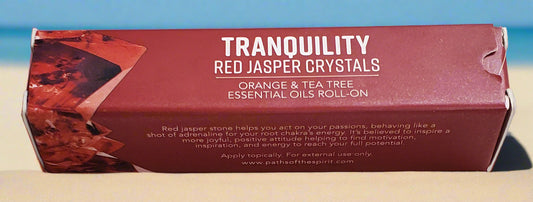 TRANQUILITY
RED JASPER CRYSTALS
ORANGE & TEA TREE
ESSENTIAL OILS ROLL-ON
Red jasper stone helps you act on your passions, behaving like a
shot of adrenaline for your root chakra's energy. It's believed to inspire a
more joyful, positive attitude helping to find motivation,
inspiration, and energy to reach your full potential.
Apply topically. For external use only.
www.pathsofthespirit.com